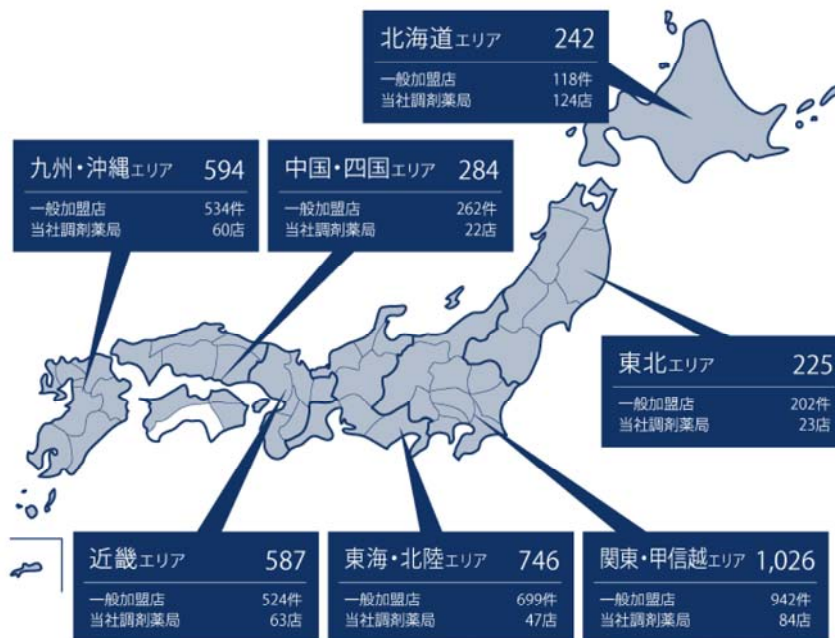 北海道エリア 242
一般加盟店 118件
当社調剤薬局 124店
九州・沖縄エリア 594
一般加盟店 534件
当社調剤薬局 60店
中国・四国エリア 284
一般加盟店 262件
当社調剤薬局 22店
東北エリア 225
一般加盟店 202件
当社調剤薬局 23店
近畿エリア 587
一般加盟店 524件
当社調剤薬局 63店
東海・北陸エリア 746
一般加盟店 699件
当社調剤薬局 47店
関東・甲信越エリア 1,026
一般加盟店 942件
当社調剤薬局 84店